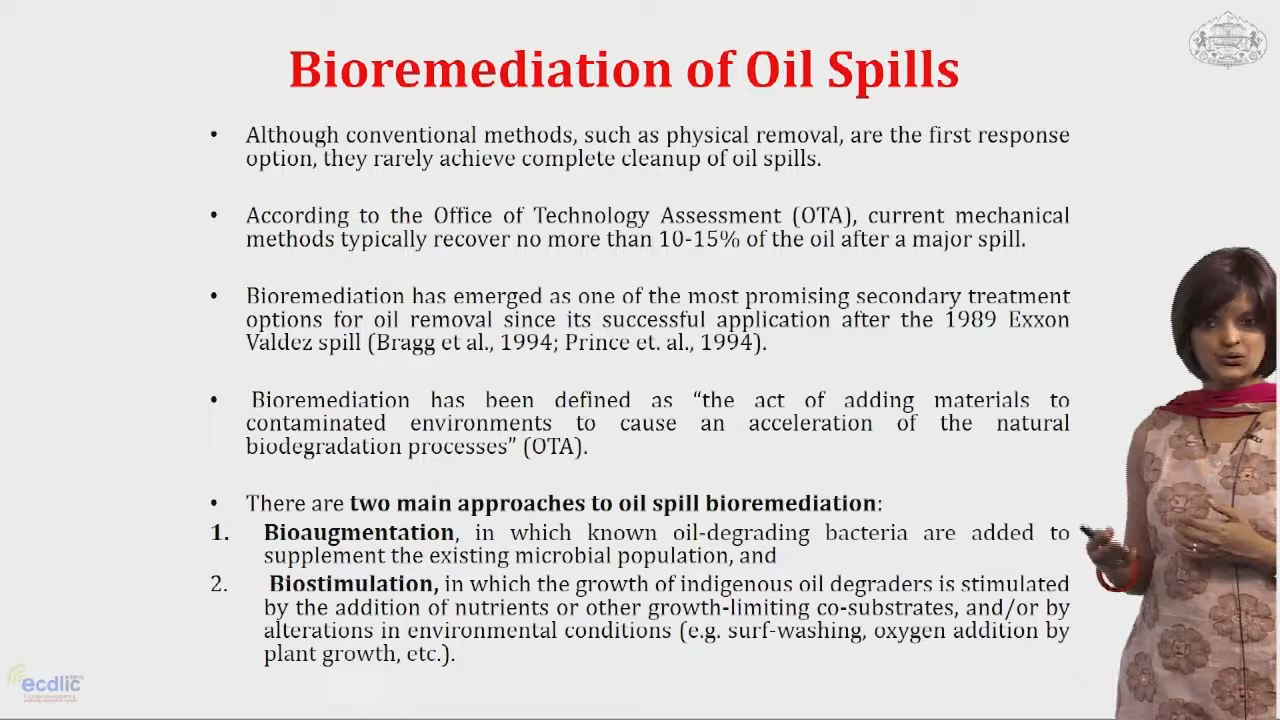 Bioremediation of Oil Spills
• Although conventional methods, such as physical removal, are the first response
option, they rarely achieve complete cleanup of oil spills.
• According to the Office of Technology Assessment (OTA), current mechanical
methods typically recover no more than 10-15% of the oil after a major spill.
• Bioremediation has emerged as one of the most promising secondary treatment
options for oil removal since its successful application after the 1989 Exxon
Valdez spill (Bragg et al., 1994; Prince et. al., 1994).
• Bioremediation has been defined as “the act of adding materials to
contaminated environments to cause an acceleration of the natural
biodegradation processes” (OTA).
• There are two main approaches to oil spill bioremediation:
1. Bioaugmentation, in which known oil-degrading bacteria are added to
supplement the existing microbial population, and
2. Biostimulation, in which the growth of indigenous oil degraders is stimulated
by the addition of nutrients or other growth-limiting co-substrates, and/or by
alterations in environmental conditions (e.g. surf-washing, oxygen addition by
plant growth, etc.).
ecdlic